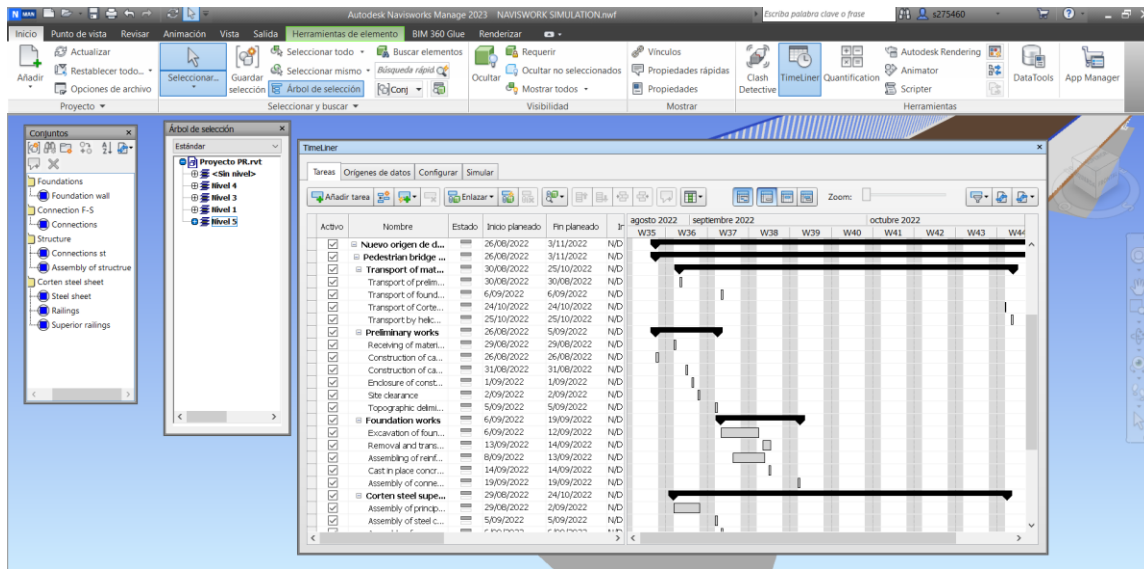 N MAN
Autodesk Navisworks Manage 2023 NAVISWORK SIMULATION.nwf
Escriba palabra clave o frase
s275460
Inicio Punto de vista Revisar Animación Vista Salida Herramientas de elemento BIM 360 Glue Renderizar
Añadir
Actualizar
Restablecer todo...
Opciones de archivo
Proyecto
Seleccionar...
Guardar selección
Seleccionar todo
Seleccionar mismo
Árbol de selección
Buscar elementos
Búsqueda rápid
Conj
Seleccionar y buscar
Ocultar
Requerir
Ocultar no seleccionados
Mostrar todos
Visibilidad
Vínculos
Propiedades rápidas
Propiedades
Mostrar
Clash Detective
TimeLiner
Quantification
Autodesk Rendering
Animator
Scripter
DataTools
App Manager
Herramientas
Conjuntos
Foundations
Foundation wall
Connection F-S
Connections
Structure
Connections st
Assembly of structrue
Corten steel sheet
Steel sheet
Railings
Superior railings
Árbol de selección
Estándar
Proyecto PR.rvt
<Sin nivel>
Nivel 4
Nivel 3
Nivel 1
Nivel 5
TimeLiner
Tareas Orígenes de datos Configurar Simular
Añadir tarea Enlazar Zoom:
Activo Nombre Estado Inicio planeado Fin planeado In
agosto 2022 septiembre 2022 octubre 2022
W35 W36 W37 W38 W39 W40 W41 W42 W43 W44
Nuevo origen de d... 26/08/2022 3/11/2022 N/D
Pedestrian bridge ... 26/08/2022 3/11/2022 N/D
Transport of mat... 30/08/2022 25/10/2022 N/D
Transport of prelim... 30/08/2022 30/08/2022 N/D
Transport of found... 6/09/2022 6/09/2022 N/D
Transport of Corte... 24/10/2022 24/10/2022 N/D
Transport by helic... 25/10/2022 25/10/2022 N/D
Preliminary works 26/08/2022 5/09/2022 N/D
Receiving of materi... 29/08/2022 29/08/2022 N/D
Construction of ca... 26/08/2022 26/08/2022 N/D
Construction of ca... 31/08/2022 31/08/2022 N/D
Enclosure of const... 1/09/2022 1/09/2022 N/D
Site clearance 2/09/2022 2/09/2022 N/D
Topographic delimi... 5/09/2022 5/09/2022 N/D
Foundation works 6/09/2022 19/09/2022 N/D
Excavation of foun... 6/09/2022 12/09/2022 N/D
Removal and trans... 13/09/2022 14/09/2022 N/D
Assembling of reinf... 8/09/2022 13/09/2022 N/D
Cast in place concr... 14/09/2022 14/09/2022 N/D
Assembly of conne... 19/09/2022 19/09/2022 N/D
Corten steel supe... 29/08/2022 24/10/2022 N/D
Assembly of princip... 29/08/2022 2/09/2022 N/D
Assembly of steel c... 5/09/2022 5/09/2022 N/D